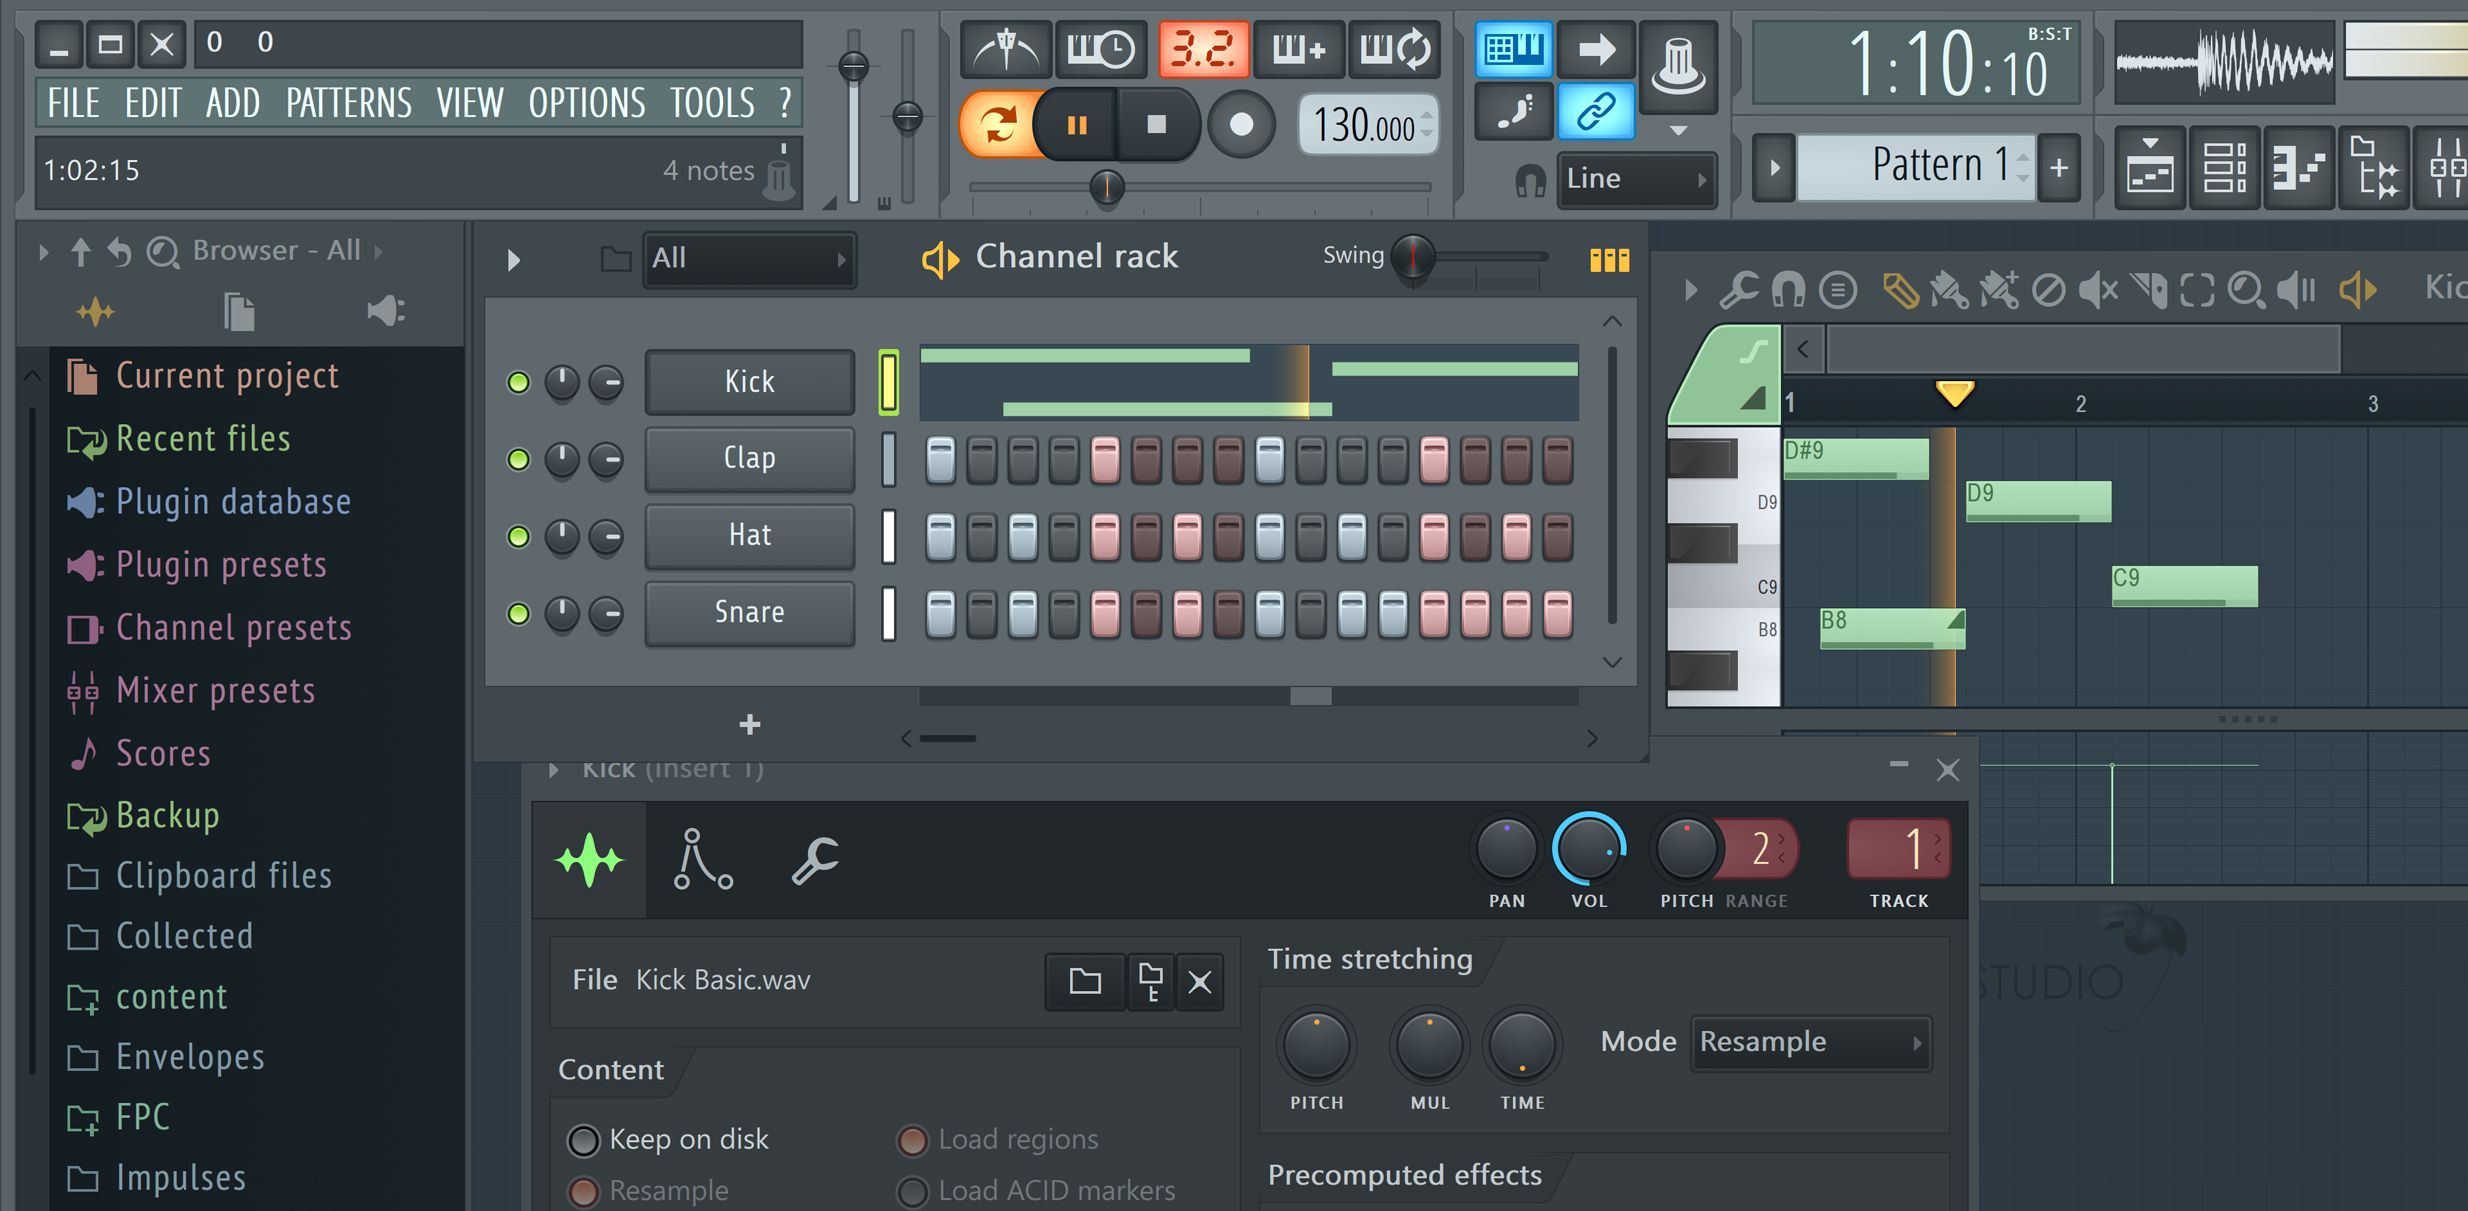 0 0
FILE EDIT ADD PATTERNS VIEW OPTIONS TOOLS ?
1:02:15 4 notes
3.2.
130.000
Line
1:10:10 B:S:T
Pattern 1 +
Browser - All
Current project
Recent files
Plugin database
Plugin presets
Channel presets
Mixer presets
Scores
Backup
Clipboard files
Collected
content
Envelopes
FPC
Impulses
All Channel rack Swing
Kick
Clap
Hat
Snare
+
1 2 3
D#9
D9 D9
C9 C9
B8 B8
Kick (Insert 1)
2 1
PAN VOL PITCH RANGE TRACK
File Kick Basic.wav
Content
Keep on disk Load regions
Resample Load ACID markers
Time stretching
Mode Resample
PITCH MUL TIME
Precomputed effects
STUDIO